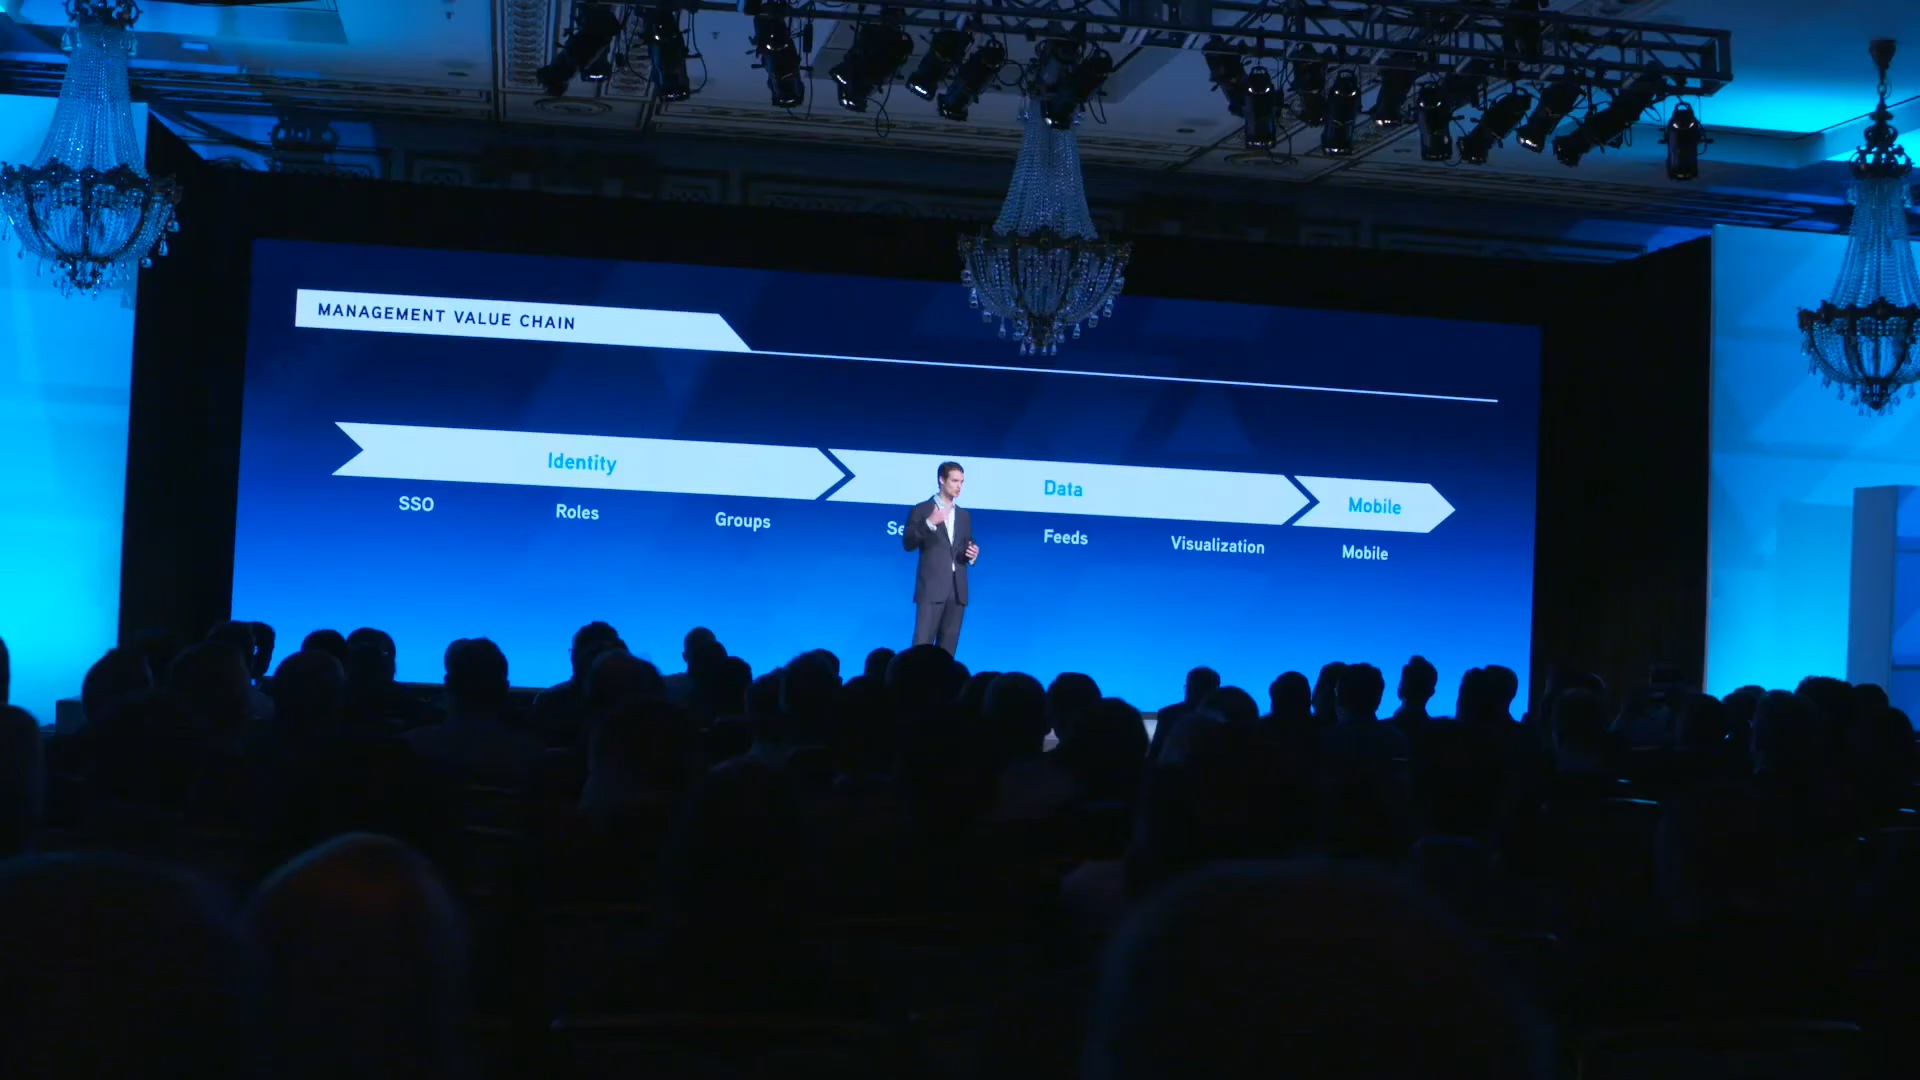 MANAGEMENT VALUE CHAIN
Identity Data Mobile
SSO Roles Groups Feeds Visualization Mobile